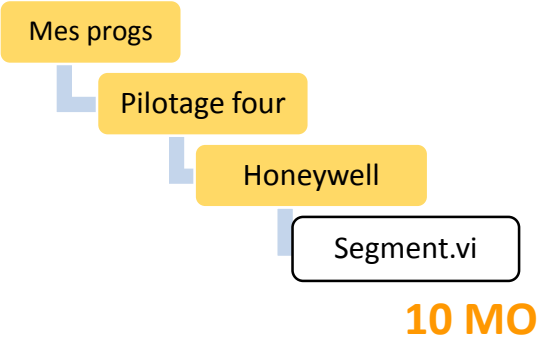 Mes progs
Pilotage four
Honeywell
Segment.vi
10 MO